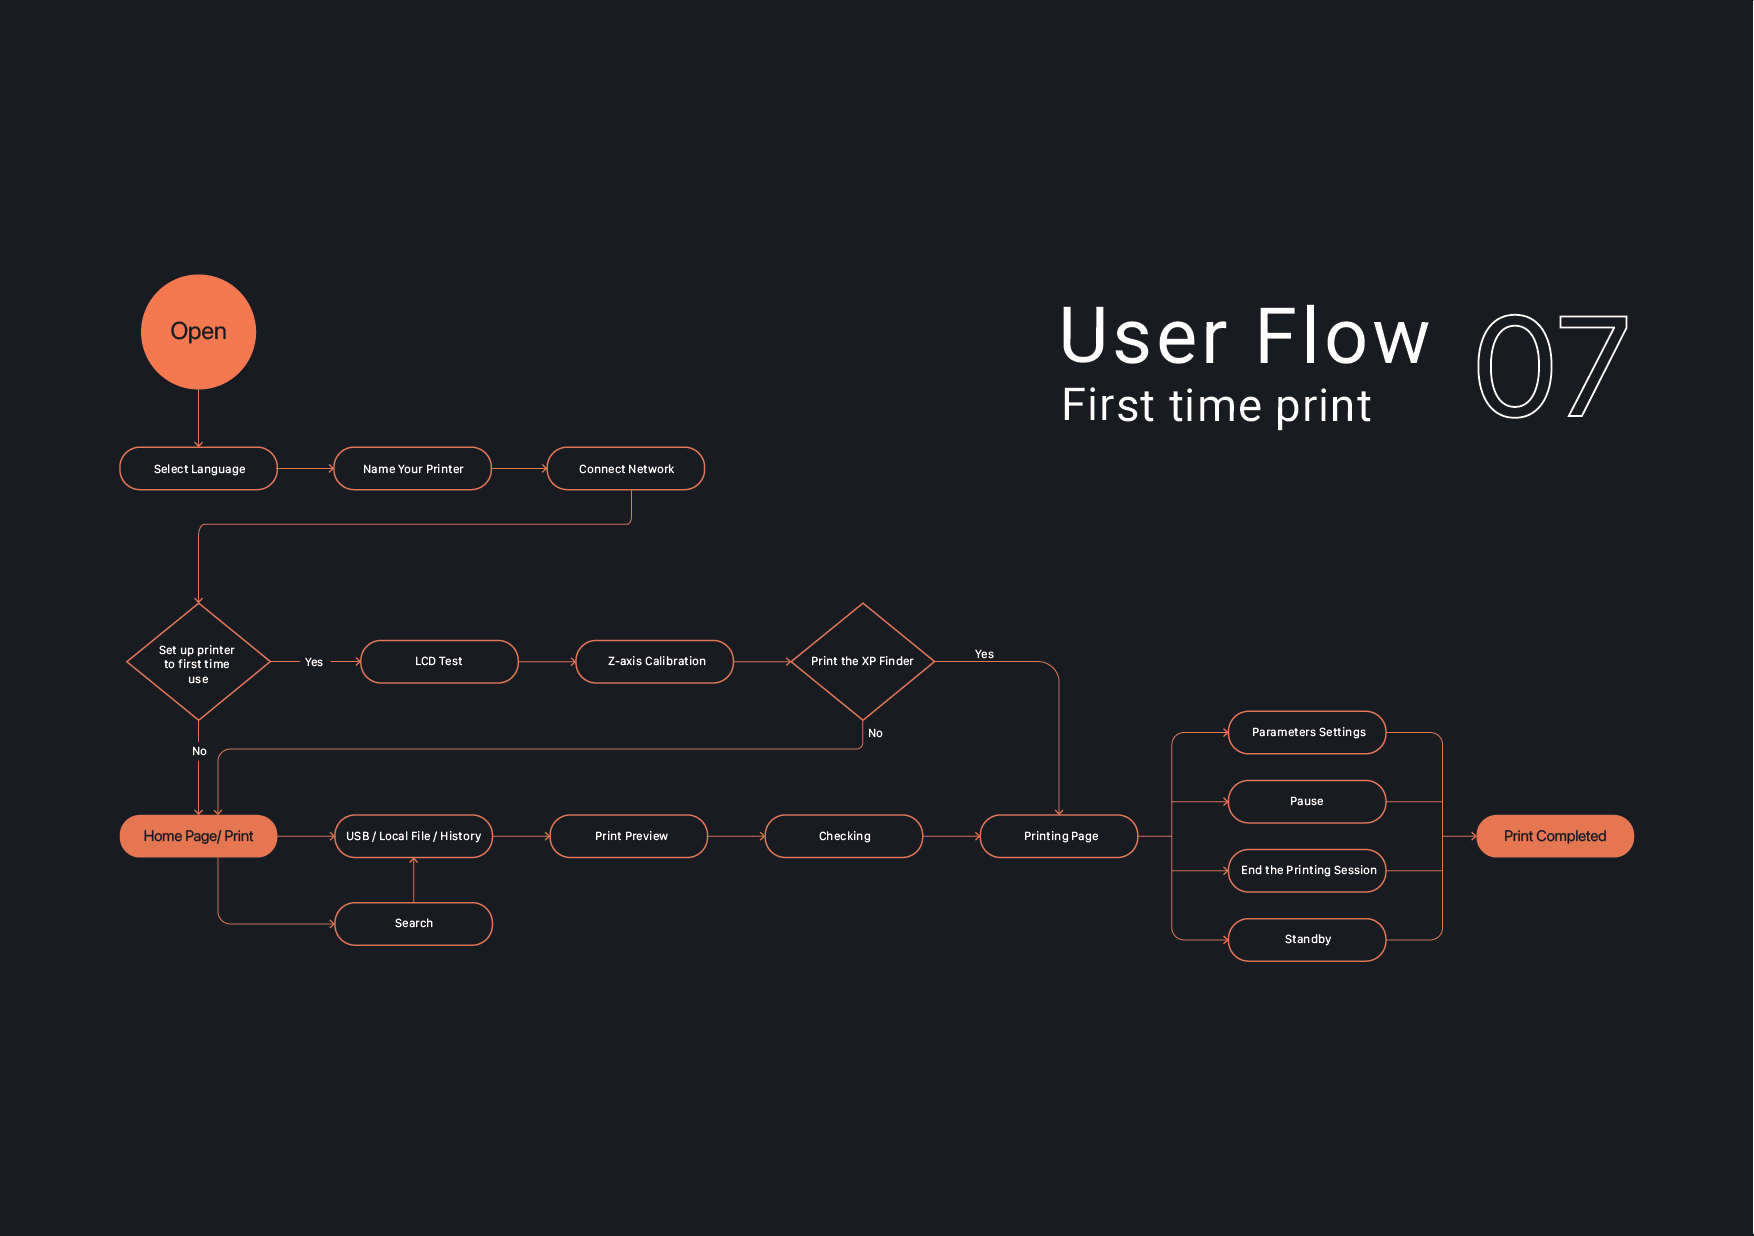 Open
User Flow
07
First time print
Select Language
Name Your Printer
Connect Network
Set up printer
to first time
use
Yes
LCD Test
Z-axis Calibration
Print the XP Finder
Yes
No
No
Parameters Settings
Pause
Home Page/ Print
USB / Local File / History
Print Preview
Checking
Printing Page
Print Completed
End the Printing Session
Search
Standby